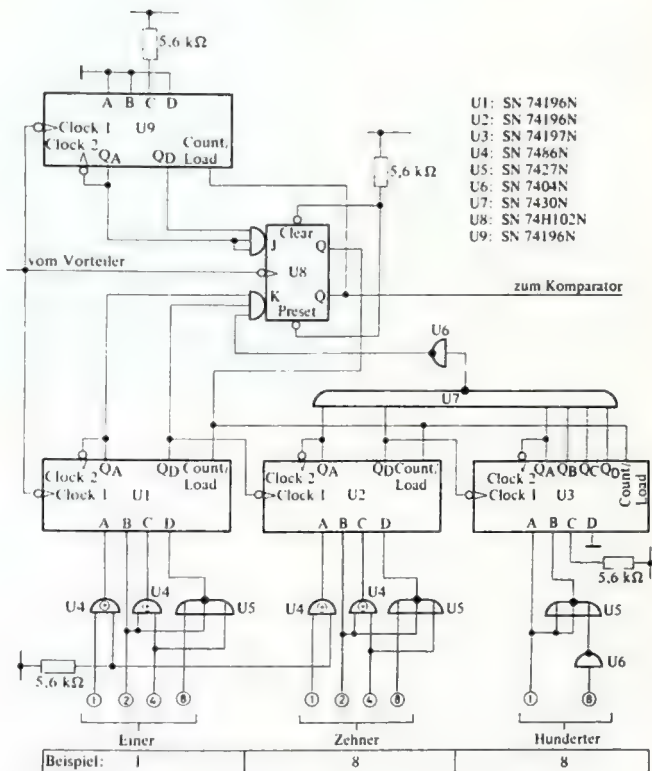 5,6 kΩ
A B C D
Clock 1 U9
Clock 2 QA QD Count/
Load
U1: SN 74196N
U2: SN 74196N
U3: SN 74197N
U4: SN 7486N
U5: SN 7427N
U6: SN 7404N
U7: SN 7430N
U8: SN 74H102N
U9: SN 74196N
5,6 kΩ
Clear
J Q
vom Vorteiler
U8
K Q
Preset
zum Komparator
U6
U7
QA QD Count/
Clock 2 Load
Clock 1 U1
A B C D
QA QD Count/
Clock 2 Load
Clock 1 U2
A B C D
QA QB QC QD Count/
Clock 2 Load
Clock 1 U3
A B C D
5,6 kΩ
U4 U4 U5
U4 U4 U5
U5
U6
5,6 kΩ
1 2 4 8
1 2 4 8
1 8
Einer Zehner Hunderter
Beispiel: 1 8 8